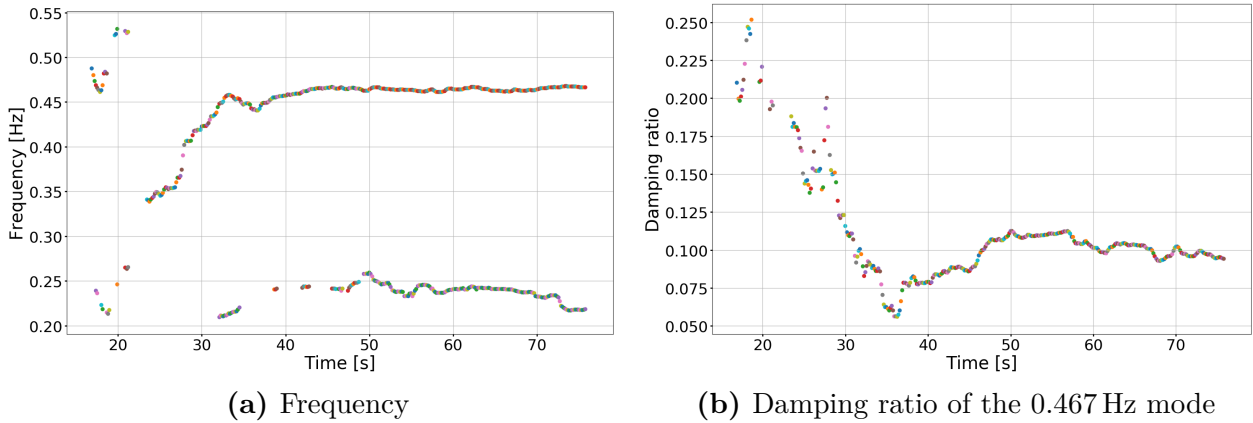 0.55
0.50
0.45
0.40
0.35
0.30
0.25
0.20
Frequency [Hz]
20 30 40 50 60 70
Time [s]
(a) Frequency
0.250
0.225
0.200
0.175
0.150
0.125
0.100
0.075
0.050
Damping ratio
20 30 40 50 60 70
Time [s]
(b) Damping ratio of the 0.467 Hz mode